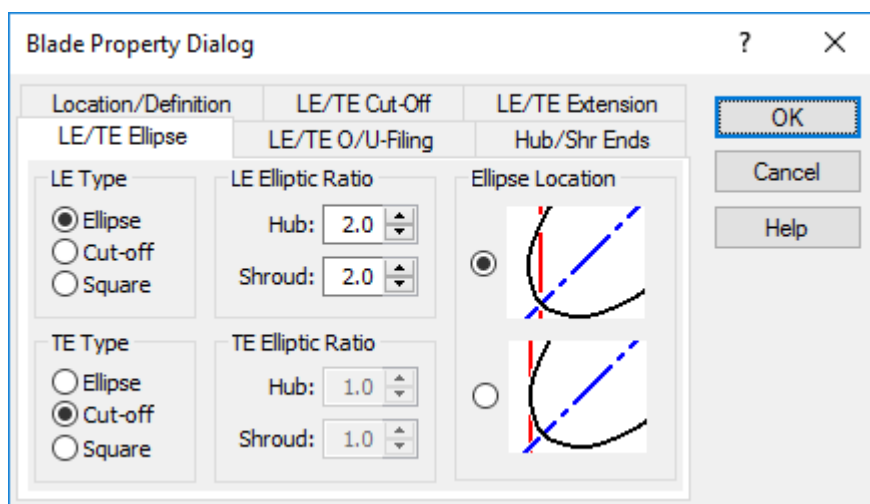 Blade Property Dialog ? ×
Location/Definition LE/TE Cut-Off LE/TE Extension
LE/TE Ellipse LE/TE O/U-Filing Hub/Shr Ends
OK
Cancel
Help
LE Type
Ellipse
Cut-off
Square
LE Elliptic Ratio
Hub: 2.0
Shroud: 2.0
Ellipse Location
TE Type
Ellipse
Cut-off
Square
TE Elliptic Ratio
Hub: 1.0
Shroud: 1.0